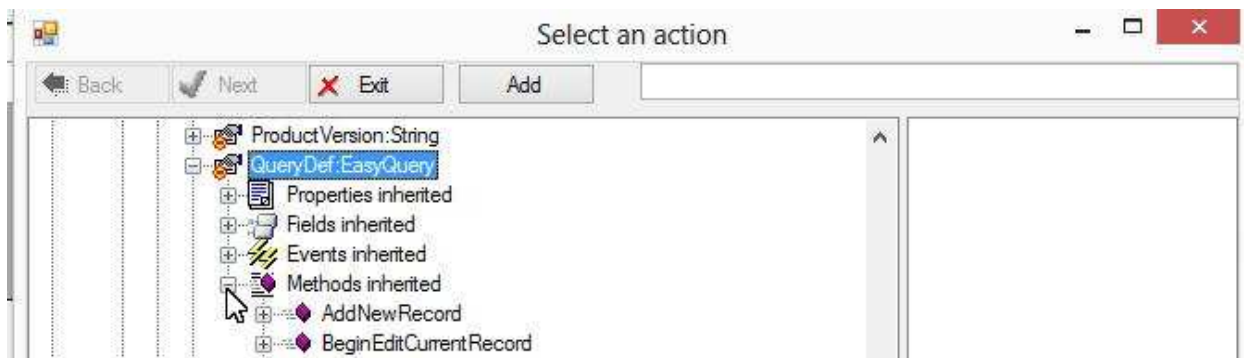 Select an action
Back Next Exit Add
ProductVersion:String
QueryDef:EasyQuery
Properties inherited
Fields inherited
Events inherited
Methods inherited
AddNewRecord
BeginEditCurrentRecord